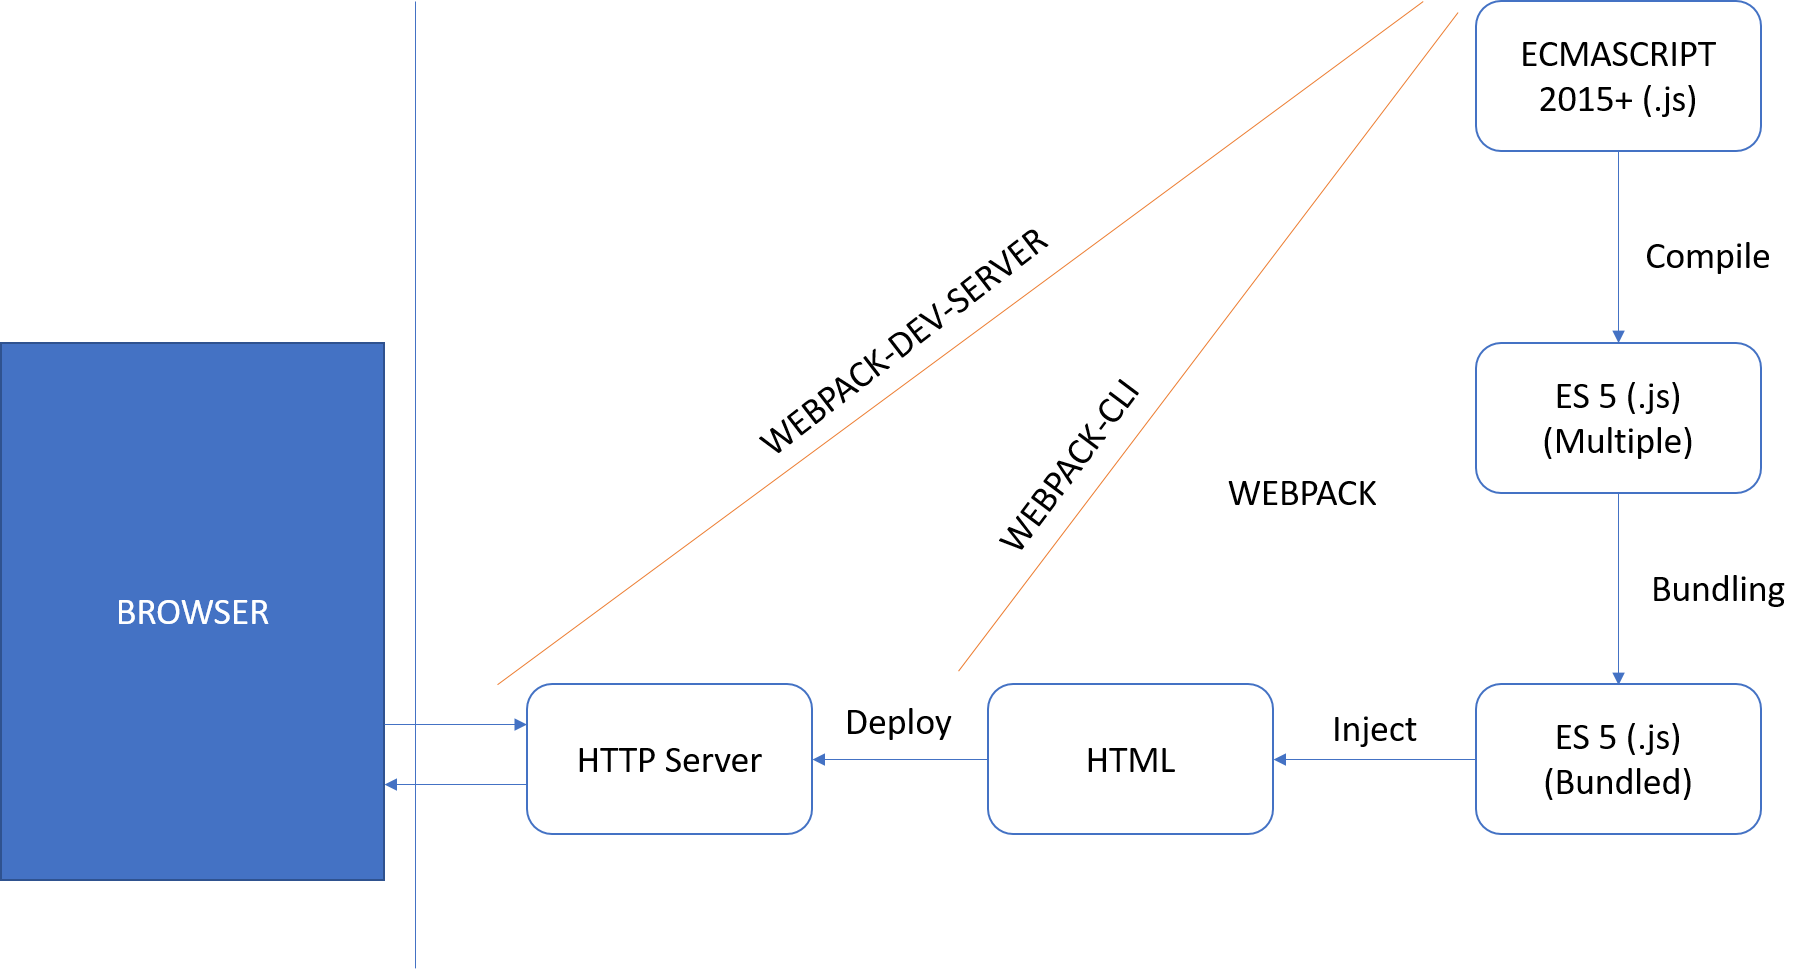 ECMASCRIPT
2015+ (.js)
Compile
WEBPACK-DEV-SERVER
WEBPACK-CLI
ES 5 (.js)
(Multiple)
WEBPACK
Bundling
BROWSER
HTTP Server
Deploy
HTML
Inject
ES 5 (.js)
(Bundled)